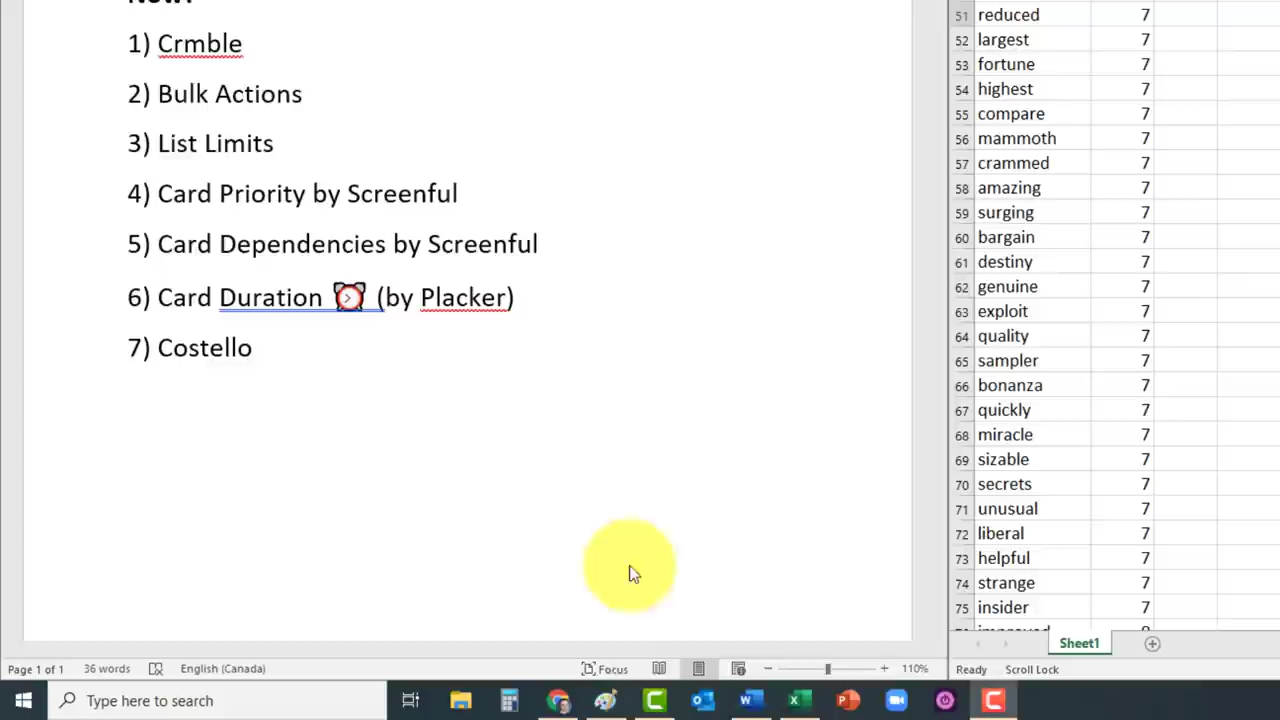 1) Crmble
2) Bulk Actions
3) List Limits
4) Card Priority by Screenful
5) Card Dependencies by Screenful
6) Card Duration ⏰ (by Placker)
7) Costello
51 reduced 7
52 largest 7
53 fortune 7
54 highest 7
55 compare 7
56 mammoth 7
57 crammed 7
58 amazing 7
59 surging 7
60 bargain 7
61 destiny 7
62 genuine 7
63 exploit 7
64 quality 7
65 sampler 7
66 bonanza 7
67 quickly 7
68 miracle 7
69 sizable 7
70 secrets 7
71 unusual 7
72 liberal 7
73 helpful 7
74 strange 7
75 insider 7
Sheet1
Page 1 of 1 36 words English (Canada) Focus 110%
Ready Scroll Lock
Type here to search